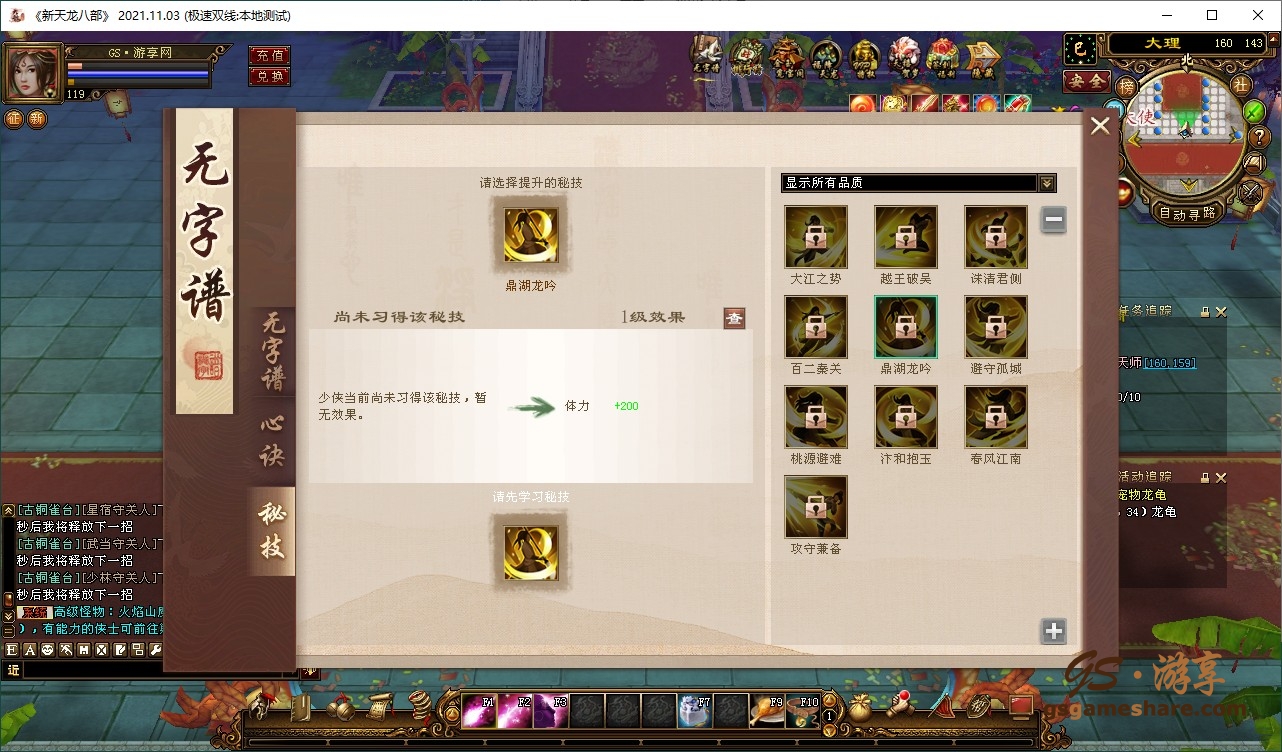 《新天龙八部》 2021.11.03 (极速双线:本地测试)
GS·游享网
119
充值
兑换
征 新
大理 160 143
北
安全
榜
社
天使
自动寻路
无字谱
无字谱
心诀
秘技
请选择提升的秘技
鼎湖龙吟
尚未习得该秘技 1级效果 查
少侠当前尚未习得该秘技，暂
无效果。
体力 +200
请先学习秘技
显示所有品质
大江之势 越王破吴 诛渚君侧
百二秦关 鼎湖龙吟 避守孤城
桃源避难 汴和抱玉 春风江南
攻守兼备
任务追踪
天师[160,159]
0/10
活动追踪
宠物龙龟
，34）龙龟
[古铜雀台][星宿守关人]
秒后我将释放下一招
[古铜雀台][武当守关人]
秒后我将释放下一招
[古铜雀台][少林守关人]
秒后我将释放下一招
系统 高级怪物：火焰山
)，有能力的侠士可前往
近
F1 F2 F3 F7 F9 F10
1
GS·游享
gsgameshare.com